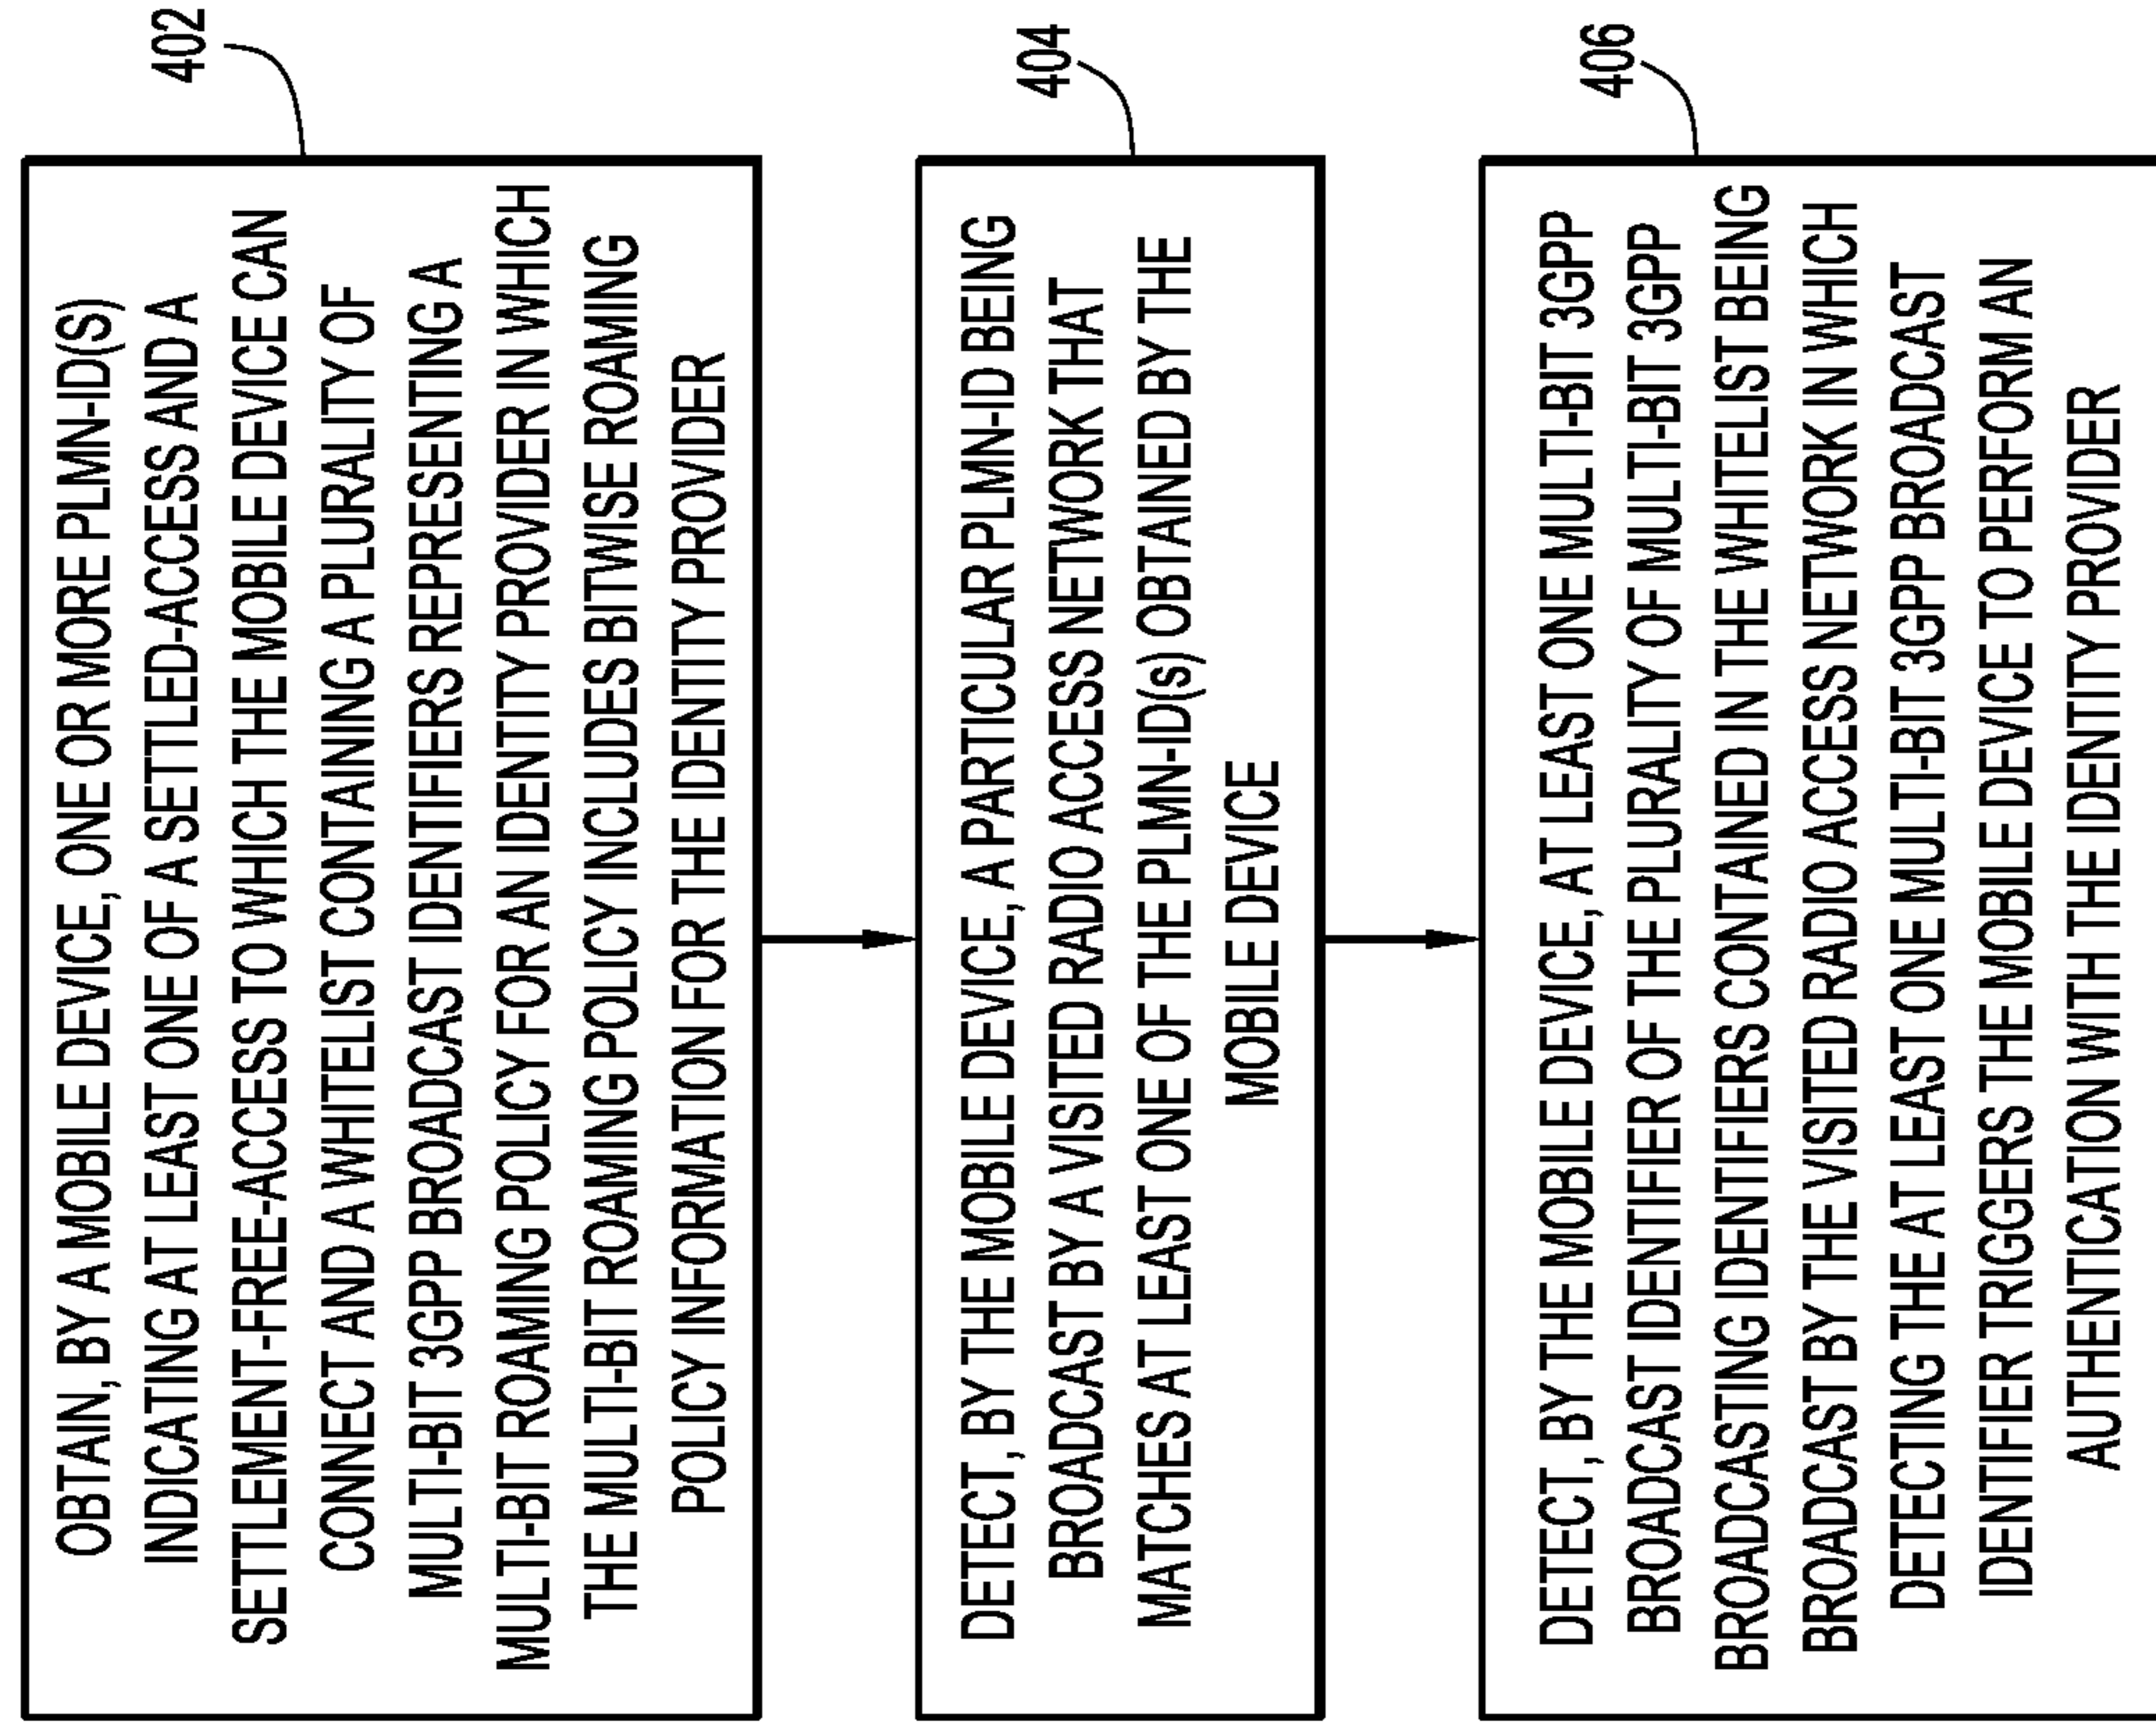 402
OBTAIN, BY A MOBILE DEVICE, ONE OR MORE PLMN-ID(S)
INDICATING AT LEAST ONE OF A SETTLED-ACCESS AND A
SETTLEMENT-FREE-ACCESS TO WHICH THE MOBILE DEVICE CAN
CONNECT AND A WHITELIST CONTAINING A PLURALITY OF
MULTI-BIT 3GPP BROADCAST IDENTIFIERS REPRESENTING A
MULTI-BIT ROAMING POLICY FOR AN IDENTITY PROVIDER IN WHICH
THE MULTI-BIT ROAMING POLICY INCLUDES BITWISE ROAMING
POLICY INFORMATION FOR THE IDENTITY PROVIDER
404
DETECT, BY THE MOBILE DEVICE, A PARTICULAR PLMN-ID BEING
BROADCAST BY A VISITED RADIO ACCESS NETWORK THAT
MATCHES AT LEAST ONE OF THE PLMN-ID(s) OBTAINED BY THE
MOBILE DEVICE
406
DETECT, BY THE MOBILE DEVICE, AT LEAST ONE MULTI-BIT 3GPP
BROADCAST IDENTIFIER OF THE PLURALITY OF MULTI-BIT 3GPP
BROADCASTING IDENTIFIERS CONTAINED IN THE WHITELIST BEING
BROADCAST BY THE VISITED RADIO ACCESS NETWORK IN WHICH
DETECTING THE AT LEAST ONE MULTI-BIT 3GPP BROADCAST
IDENTIFIER TRIGGERS THE MOBILE DEVICE TO PERFORM AN
AUTHENTICATION WITH THE IDENTITY PROVIDER